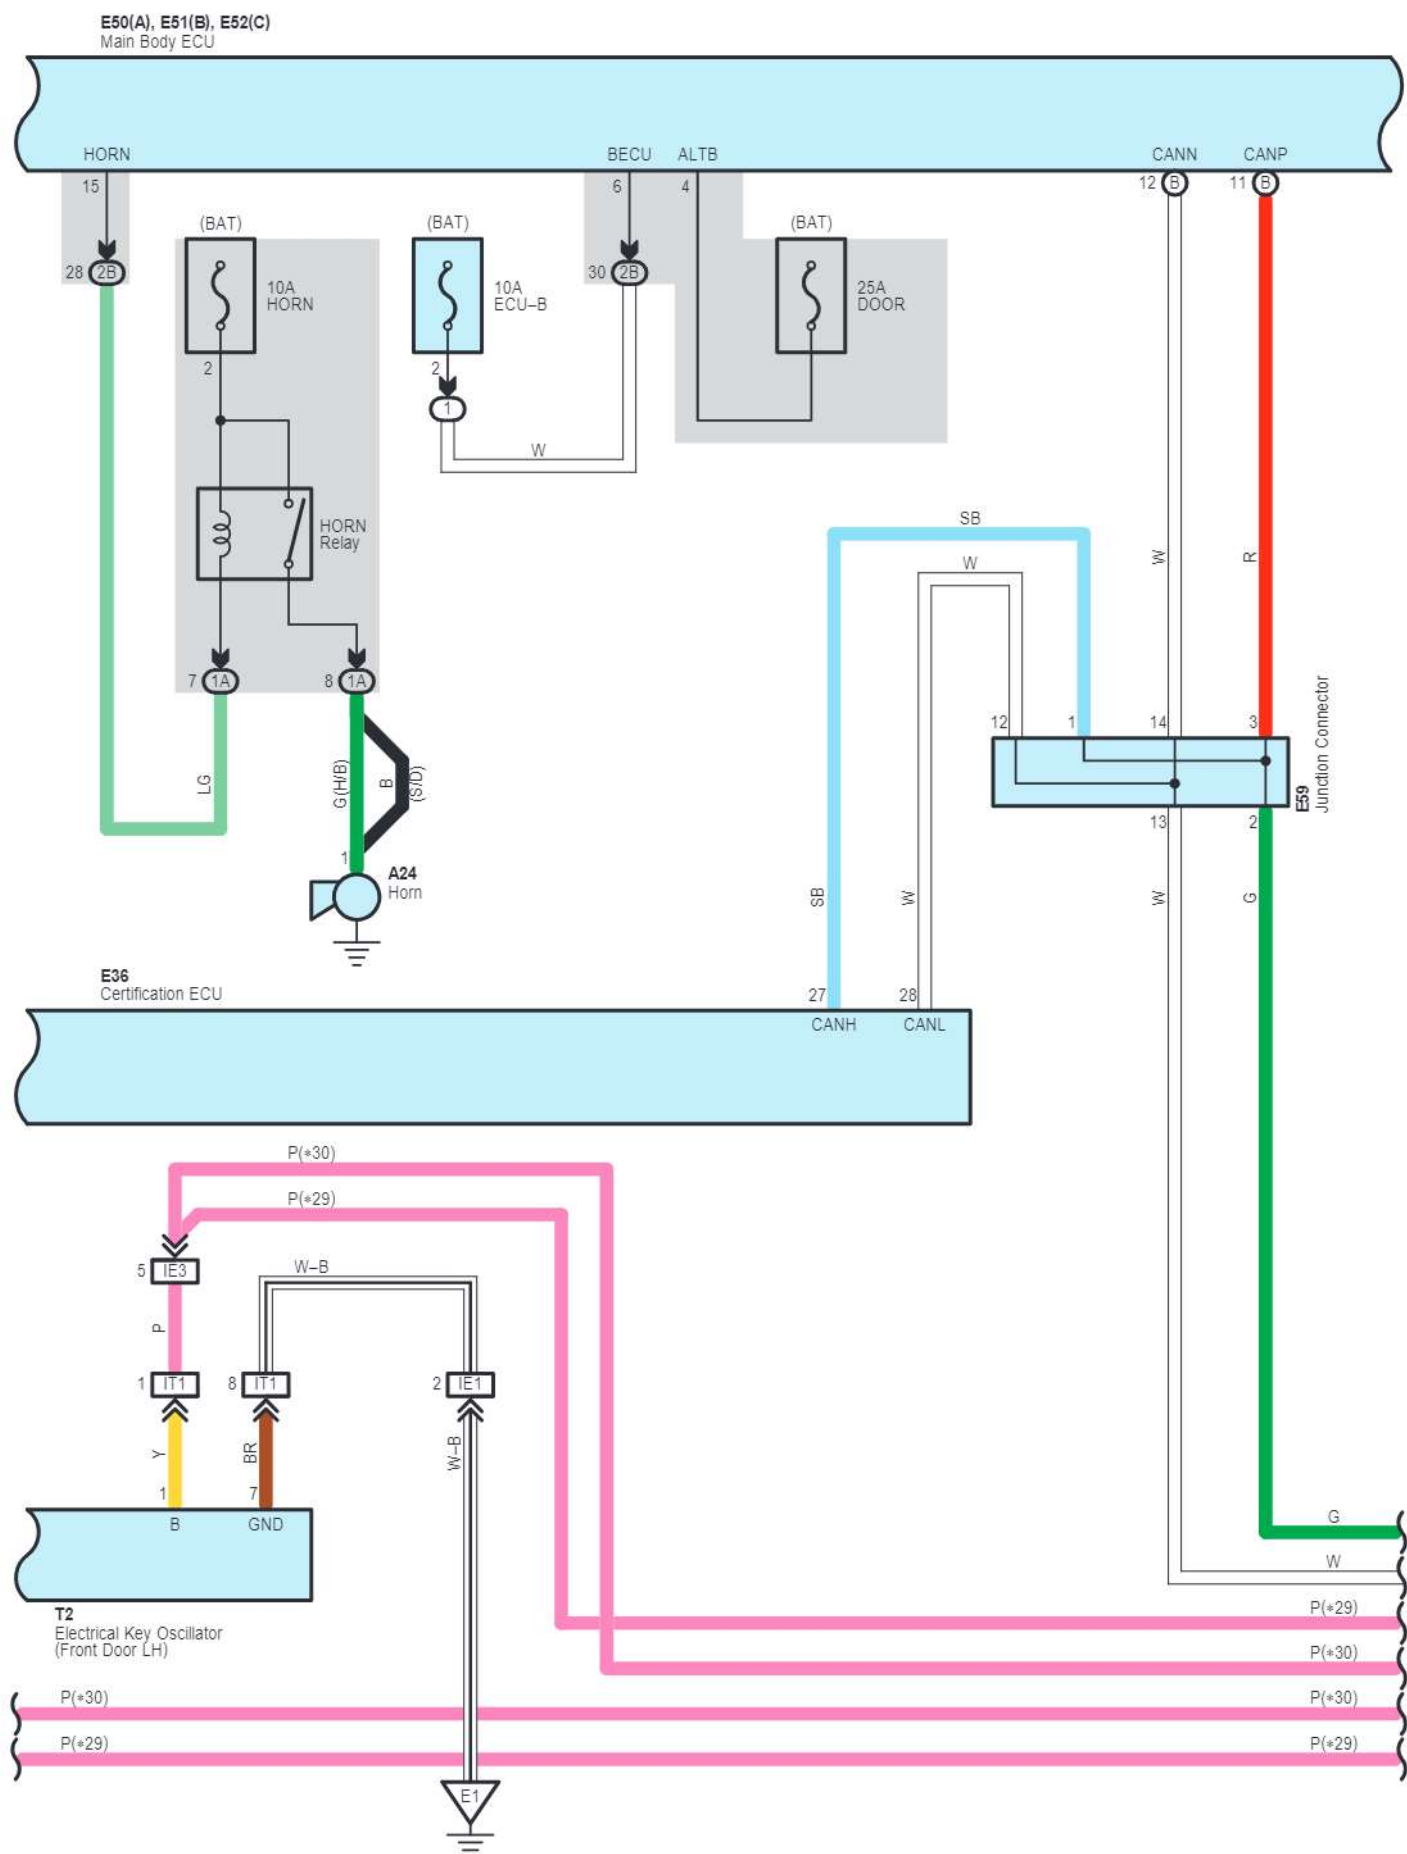 E50(A), E51(B), E52(C)
Main Body ECU
HORN
BECU
ALTB
CANN
CANP
15
6
4
12
B
11
B
(BAT)
(BAT)
(BAT)
28
2B
10A
HORN
10A
ECU–B
30
2B
25A
DOOR
2
2
1
W
SB
HORN
Relay
W
W
R
7
1A
8
1A
12
1
14
3
Junction Connector
E59
LG
G(H/B)
B
(S/D)
13
2
1
A24
Horn
SB
W
W
G
E36
Certification ECU
27
28
CANH
CANL
P(*30)
P(*29)
5
IE3
W–B
P
1
IT1
8
IT1
2
IE1
Y
BR
W–B
1
7
B
GND
G
W
T2
Electrical Key Oscillator
(Front Door LH)
P(*29)
P(*30)
P(*30)
P(*30)
P(*29)
P(*29)
E1